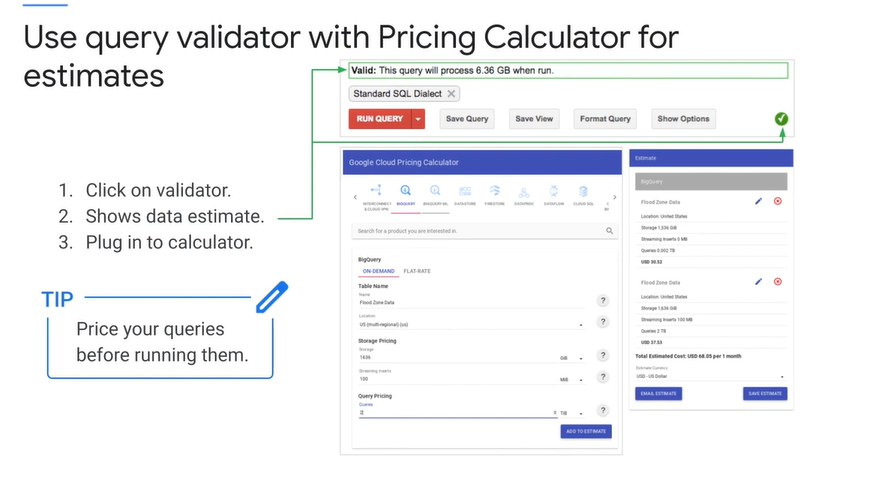 Use query validator with Pricing Calculator for
estimates
Valid: This query will process 6.36 GB when run.
Standard SQL Dialect
RUN QUERY
Save Query
Save View
Format Query
Show Options
1. Click on validator.
2. Shows data estimate.
3. Plug in to calculator.
TIP
Price your queries
before running them.
Google Cloud Pricing Calculator
INTERCONNECT
& CLOUD VPN
BIGQUERY
BIGQUERY ML
DATASTORE
FIRESTORE
DATAPREP
DATAFLOW
CLOUD SQL
Search for a product you are interested in.
BigQuery
ON-DEMAND
FLAT-RATE
Table Name
Name
Flood Zone Data
?
Location
US (multi-regional) (us)
?
Storage Pricing
Storage
1636
GiB
?
Streaming Inserts
100
MiB
?
Query Pricing
Queries
2
TiB
?
ADD TO ESTIMATE
Estimate
BigQuery
Flood Zone Data
Location: United States
Storage 1,536 GiB
Streaming Inserts 0 MiB
Queries 0.002 TB
USD 30.52
Flood Zone Data
Location: United States
Storage 1,636 GiB
Streaming Inserts 100 MiB
Queries 2 TB
USD 37.53
Total Estimated Cost: USD 68.05 per 1 month
Estimate Currency
USD - US Dollar
EMAIL ESTIMATE
SAVE ESTIMATE